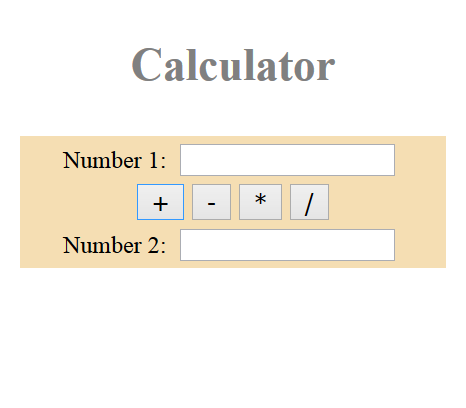 Calculator
Number 1:
+ - * /
Number 2: